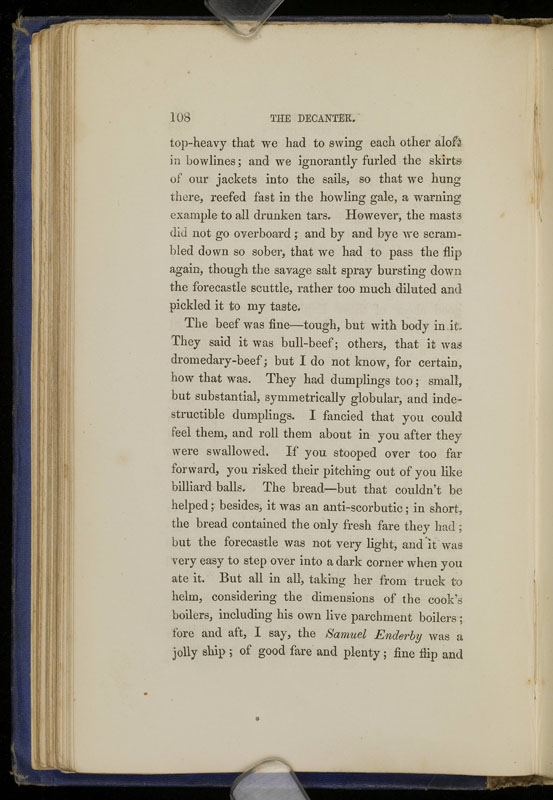 108 THE DECANTER.
top-heavy that we had to swing each other aloft
in bowlines; and we ignorantly furled the skirts
of our jackets into the sails, so that we hung
there, reefed fast in the howling gale, a warning
example to all drunken tars. However, the masts
did not go overboard; and by and bye we scram-
bled down so sober, that we had to pass the flip
again, though the savage salt spray bursting down
the forecastle scuttle, rather too much diluted and
pickled it to my taste.
The beef was fine—tough, but with body in it.
They said it was bull-beef; others, that it was
dromedary-beef; but I do not know, for certain,
how that was. They had dumplings too; small,
but substantial, symmetrically globular, and inde-
structible dumplings. I fancied that you could
feel them, and roll them about in you after they
were swallowed. If you stooped over too far
forward, you risked their pitching out of you like
billiard balls. The bread—but that couldn't be
helped; besides, it was an anti-scorbutic; in short,
the bread contained the only fresh fare they had;
but the forecastle was not very light, and it was
very easy to step over into a dark corner when you
ate it. But all in all, taking her from truck to
helm, considering the dimensions of the cook's
boilers, including his own live parchment boilers;
fore and aft, I say, the Samuel Enderby was a
jolly ship; of good fare and plenty; fine flip and